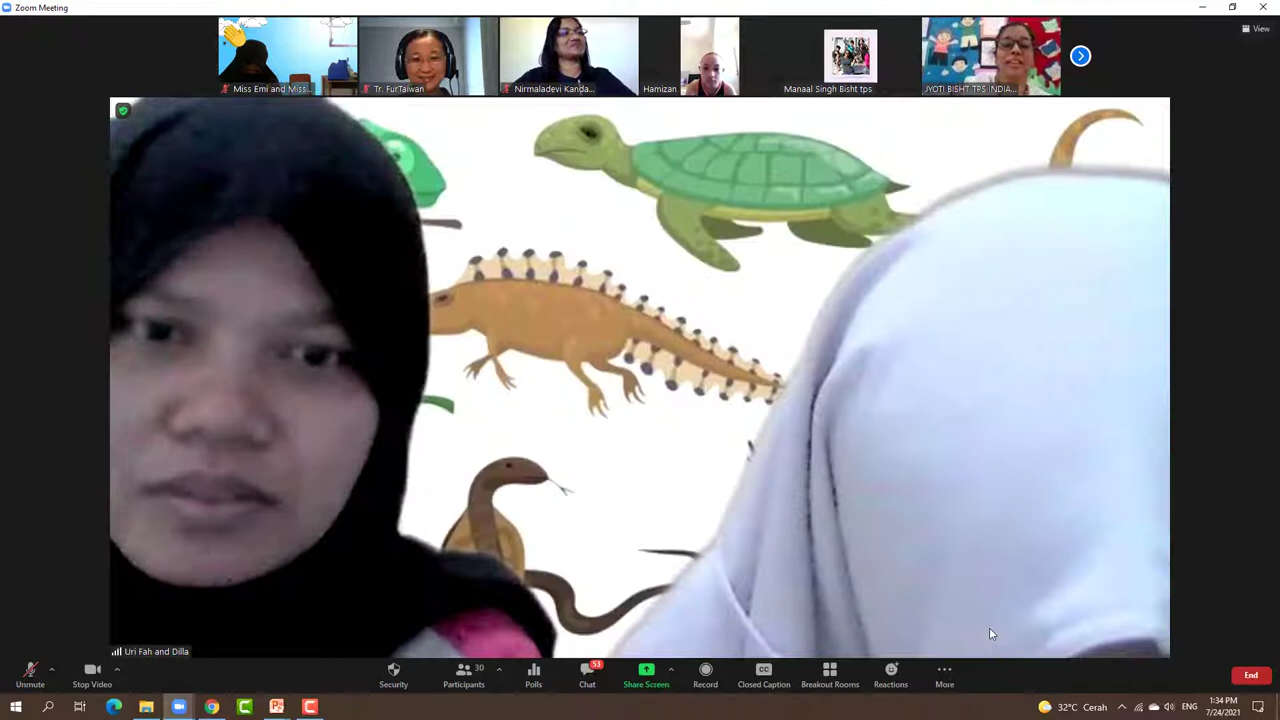 Zoom Meeting
View
Miss Emi and Miss...
Tr. FurTaiwan
Nirmaladevi Kanda...
Hamizan
Manaal Singh Bisht tps
JYOTI BISHT TPS INDIA...
Uri Fah and Dilla
Unmute
Stop Video
Security
30
Participants
Polls
53
Chat
Share Screen
Record
Closed Caption
Breakout Rooms
Reactions
More
End
32°C Cerah
ENG
1:34 PM
7/24/2021